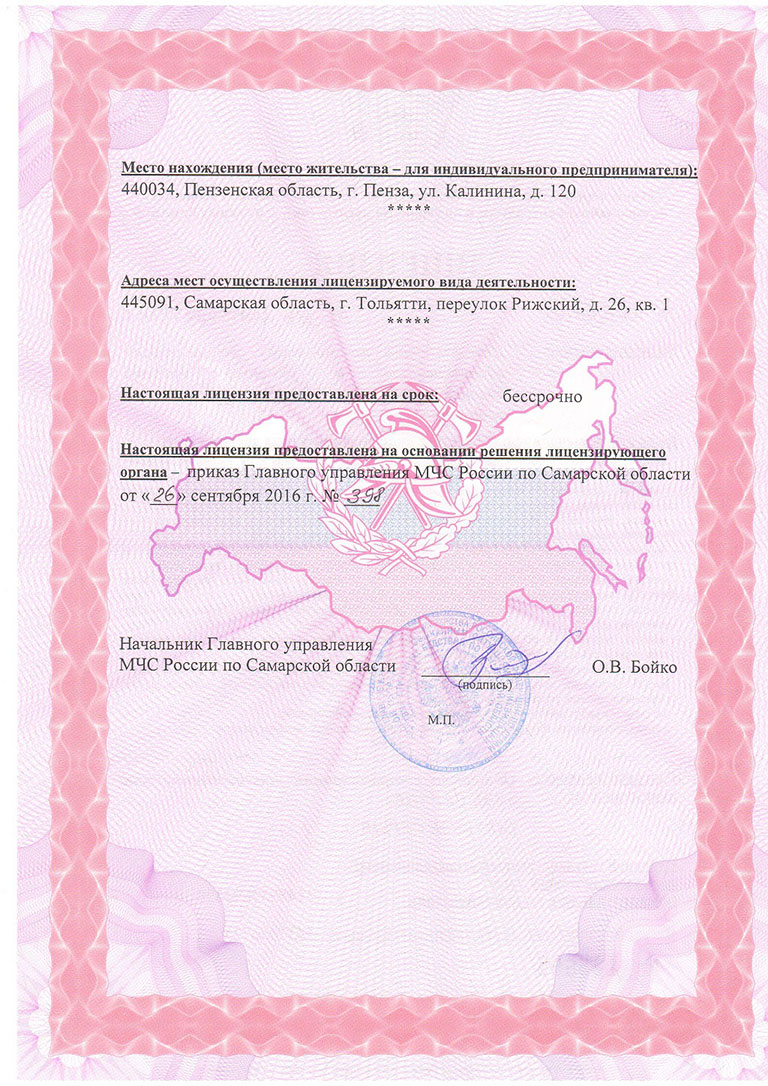 Место нахождения (место жительства – для индивидуального предпринимателя):
440034, Пензенская область, г. Пенза, ул. Калинина, д. 120
*****
Адреса мест осуществления лицензируемого вида деятельности:
445091, Самарская область, г. Тольятти, переулок Рижский, д. 26, кв. 1
*****
Настоящая лицензия предоставлена на срок: бессрочно
Настоящая лицензия предоставлена на основании решения лицензирующего
органа – приказ Главного управления МЧС России по Самарской области
от «26» сентября 2016 г. № 398
Начальник Главного управления
МЧС России по Самарской области О.В. Бойко
(подпись)
М.П.